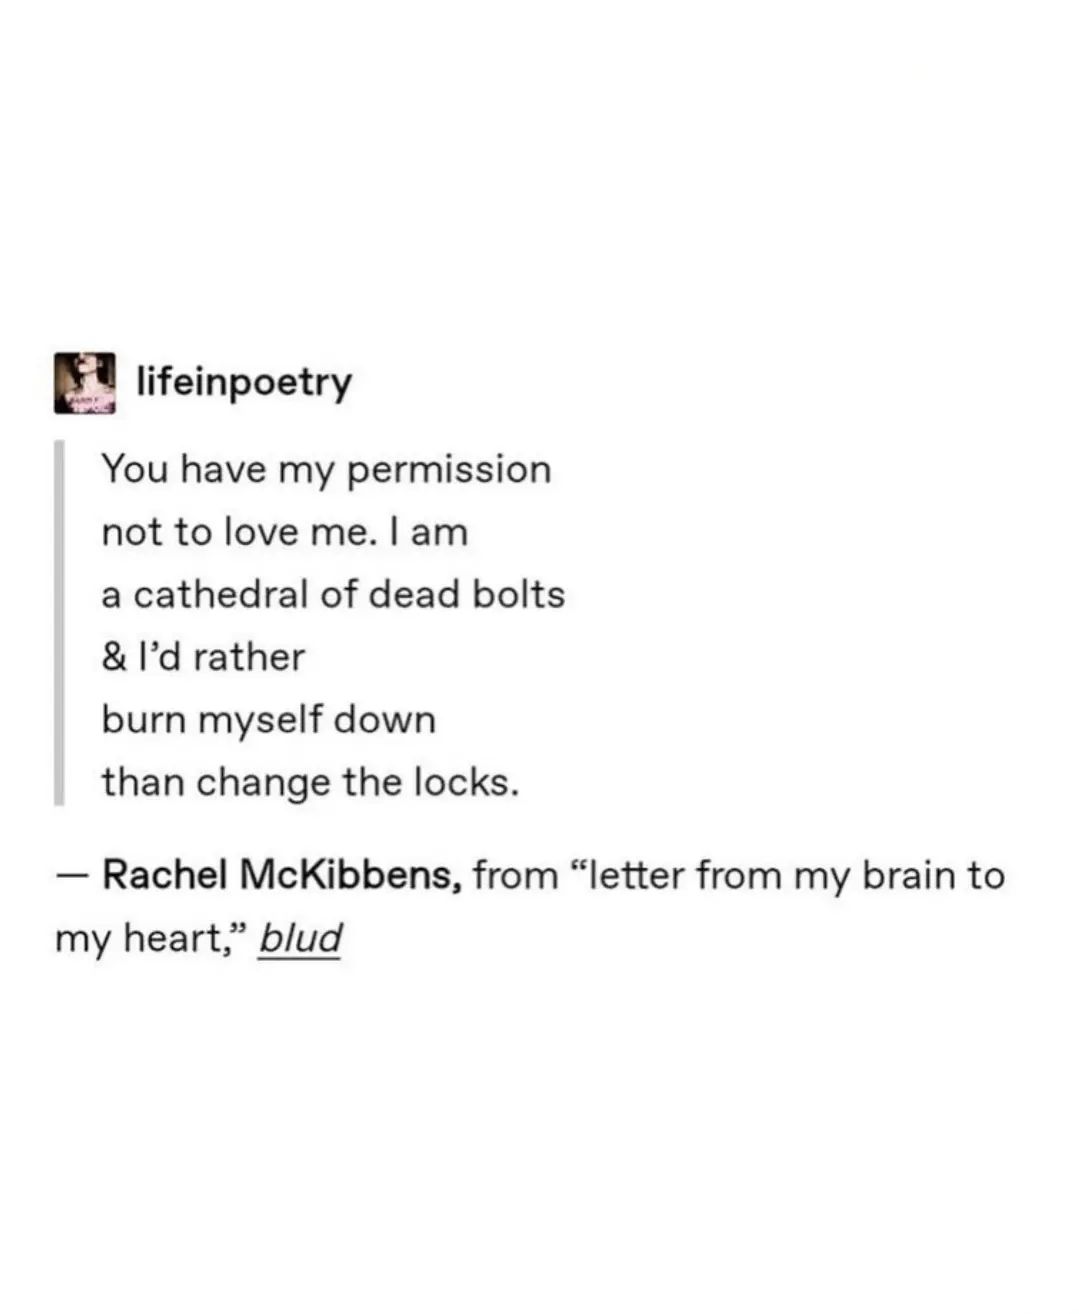 lifeinpoetry
You have my permission
not to love me. I am
a cathedral of dead bolts
& I’d rather
burn myself down
than change the locks.
— Rachel McKibbens, from “letter from my brain to
my heart,” blud